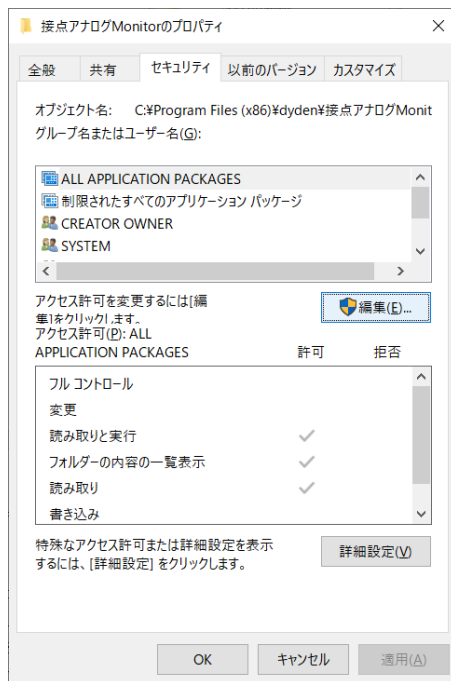 接点アナログMonitorのプロパティ
全般 共有 セキュリティ 以前のバージョン カスタマイズ
オブジェクト名: C:¥Program Files (x86)¥dyden¥接点アナログMonit
グループ名またはユーザー名(G):
ALL APPLICATION PACKAGES
制限されたすべてのアプリケーション パッケージ
CREATOR OWNER
SYSTEM
アクセス許可を変更するには[編
集]をクリックします。
編集(E)...
アクセス許可(P): ALL
APPLICATION PACKAGES 許可 拒否
フル コントロール
変更
読み取りと実行
フォルダーの内容の一覧表示
読み取り
書き込み
特殊なアクセス許可または詳細設定を表示
するには、[詳細設定] をクリックします。
詳細設定(V)
OK キャンセル 適用(A)